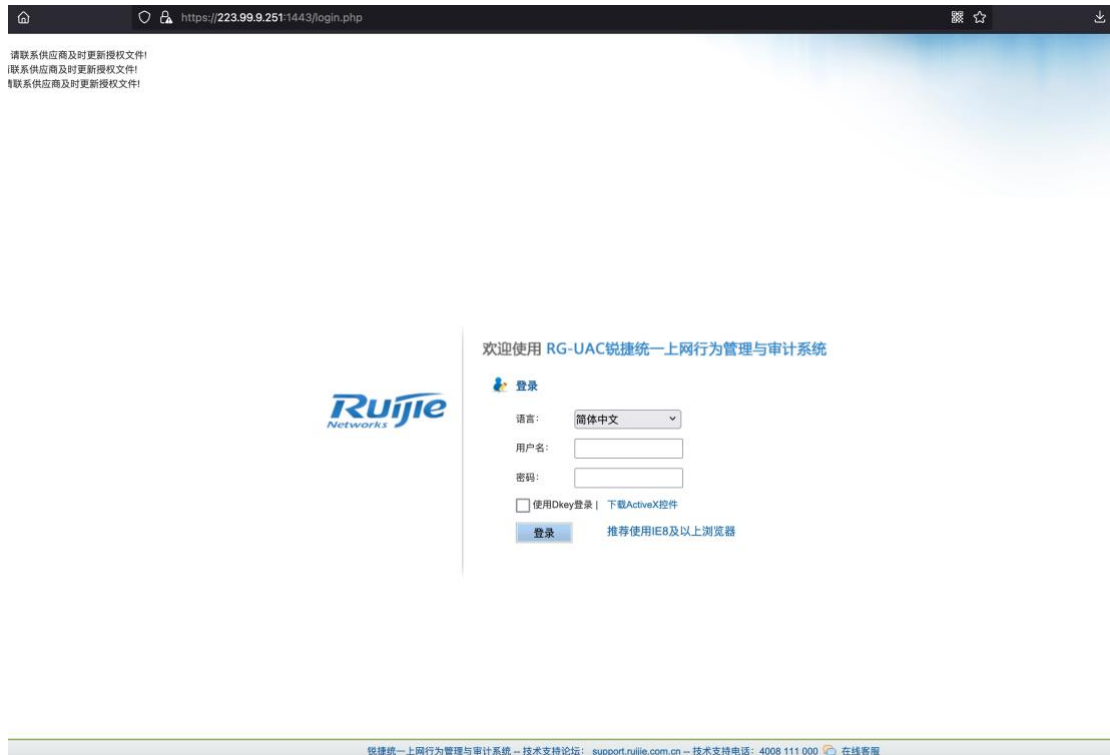 https://223.99.9.251:1443/login.php
请联系供应商及时更新授权文件!
联系供应商及时更新授权文件!
联系供应商及时更新授权文件!
欢迎使用 RG-UAC锐捷统一上网行为管理与审计系统
登录
Ruijie
Networks
语言: 简体中文
用户名:
密码:
使用Dkey登录 | 下载ActiveX控件
登录 推荐使用IE8及以上浏览器
锐捷统一上网行为管理与审计系统 -- 技术支持论坛: support.ruijie.com.cn -- 技术支持电话: 4008 111 000 在线客服